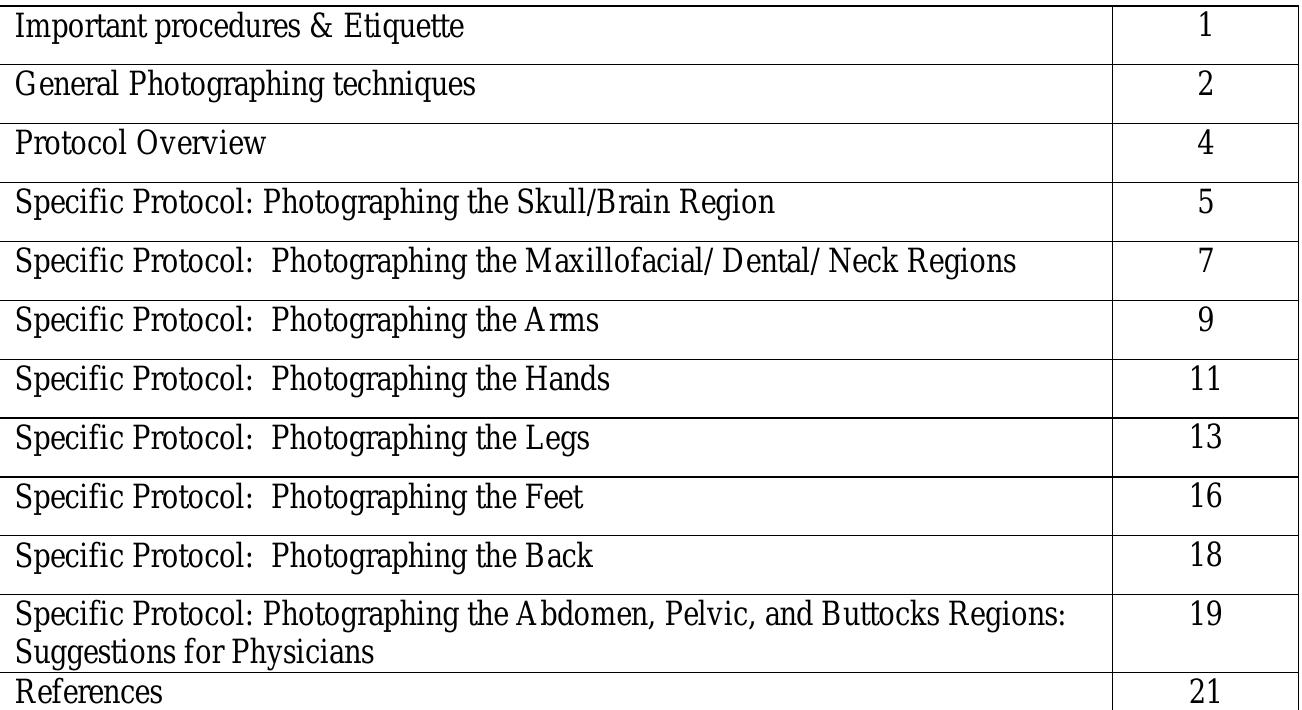 Important procedures & Etiquette 1
General Photographing techniques 2
Protocol Overview 4
Specific Protocol: Photographing the Skull/Brain Region 5
Specific Protocol:  Photographing the Maxillofacial/ Dental/ Neck Regions 7
Specific Protocol:  Photographing the Arms 9
Specific Protocol:  Photographing the Hands 11
Specific Protocol:  Photographing the Legs 13
Specific Protocol:  Photographing the Feet 16
Specific Protocol:  Photographing the Back 18
Specific Protocol: Photographing the Abdomen, Pelvic, and Buttocks Regions: 19
Suggestions for Physicians
References 21